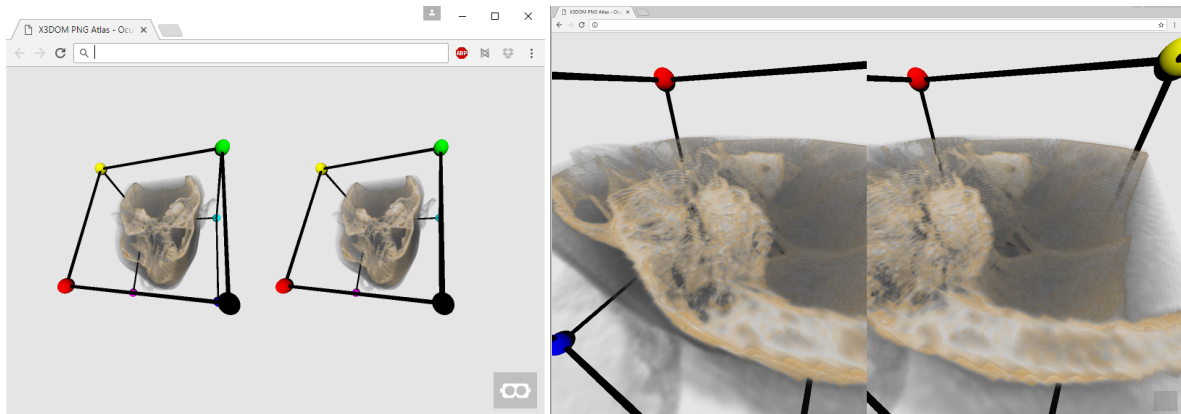 X3DOM PNG Atlas - Ocu
ABP
X3DOM PNG Atlas - Ocu